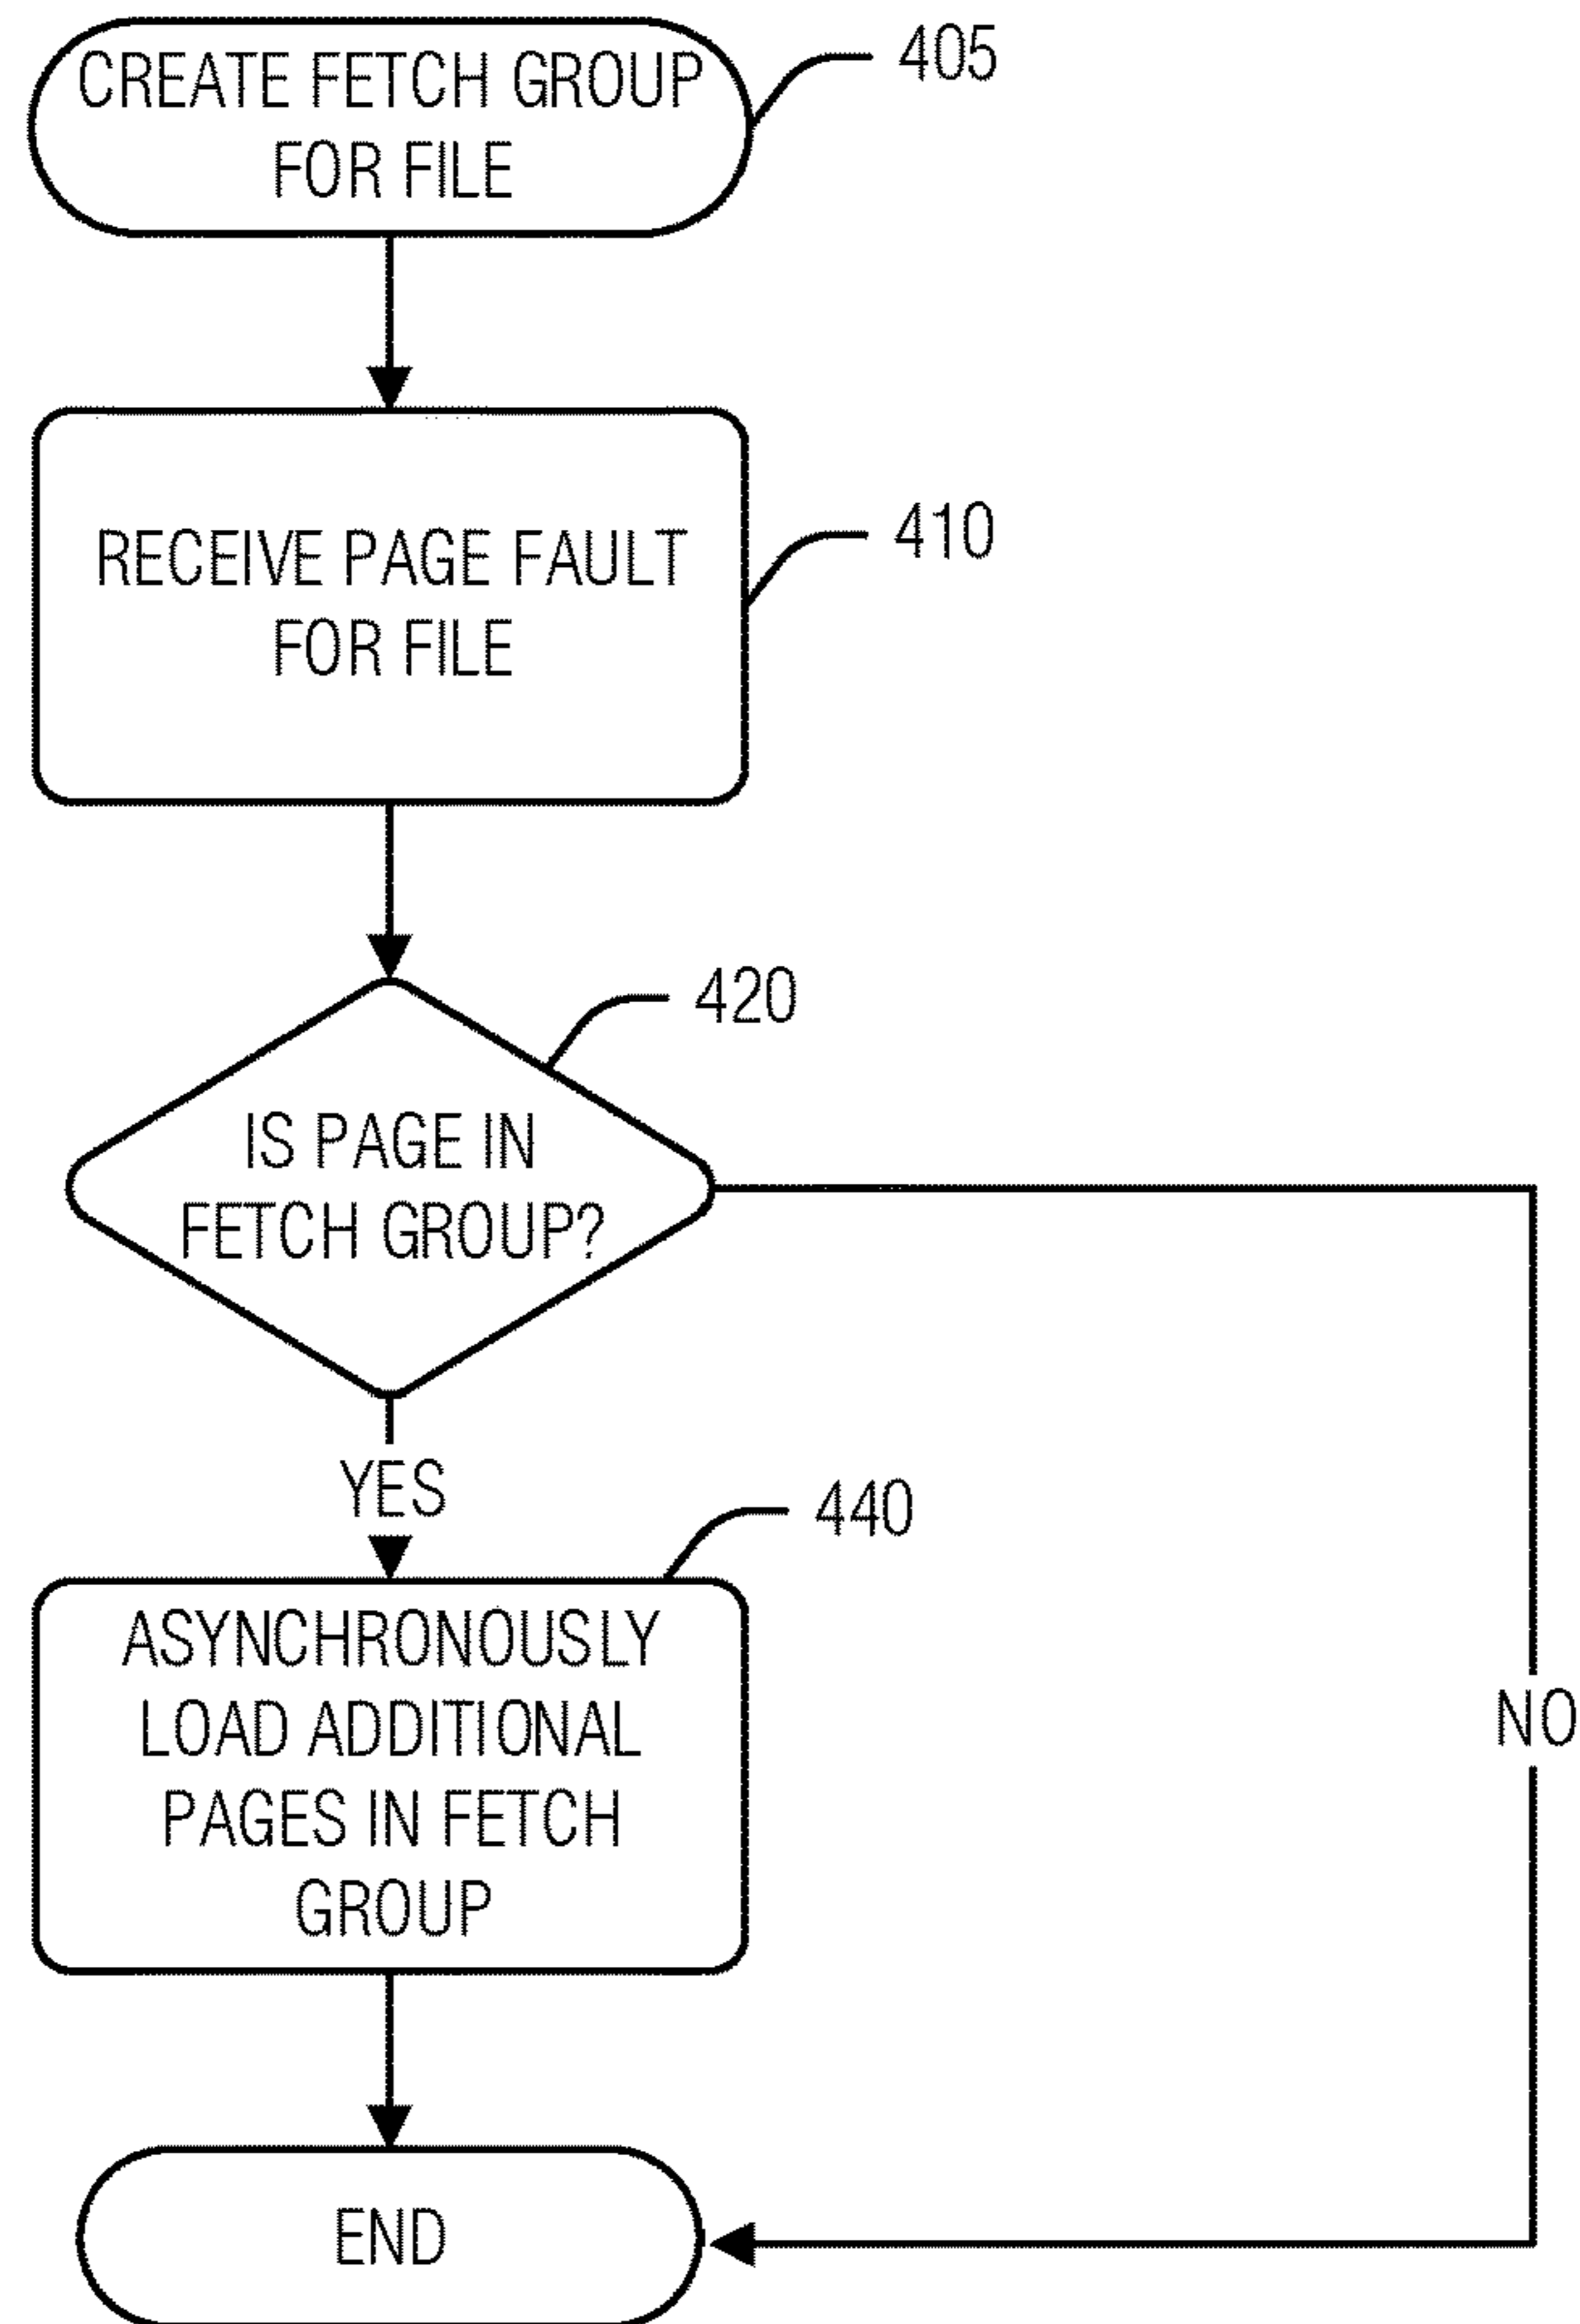 CREATE FETCH GROUP
FOR FILE
405
RECEIVE PAGE FAULT
FOR FILE
410
420
IS PAGE IN
FETCH GROUP?
YES
440
ASYNCHRONOUSLY
LOAD ADDITIONAL
PAGES IN FETCH
GROUP
NO
END